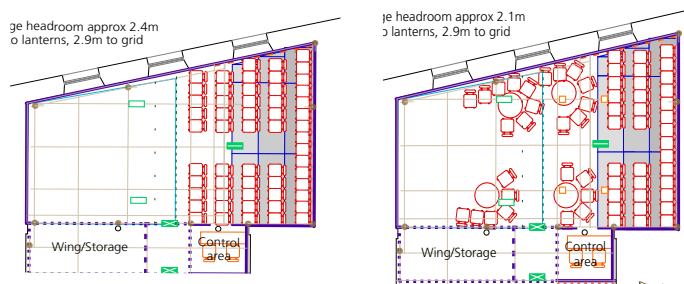 ge headroom approx 2.4m
o lanterns, 2.9m to grid
Wing/Storage
Control
area
ge headroom approx 2.1m
o lanterns, 2.9m to grid
Wing/Storage
Control
area